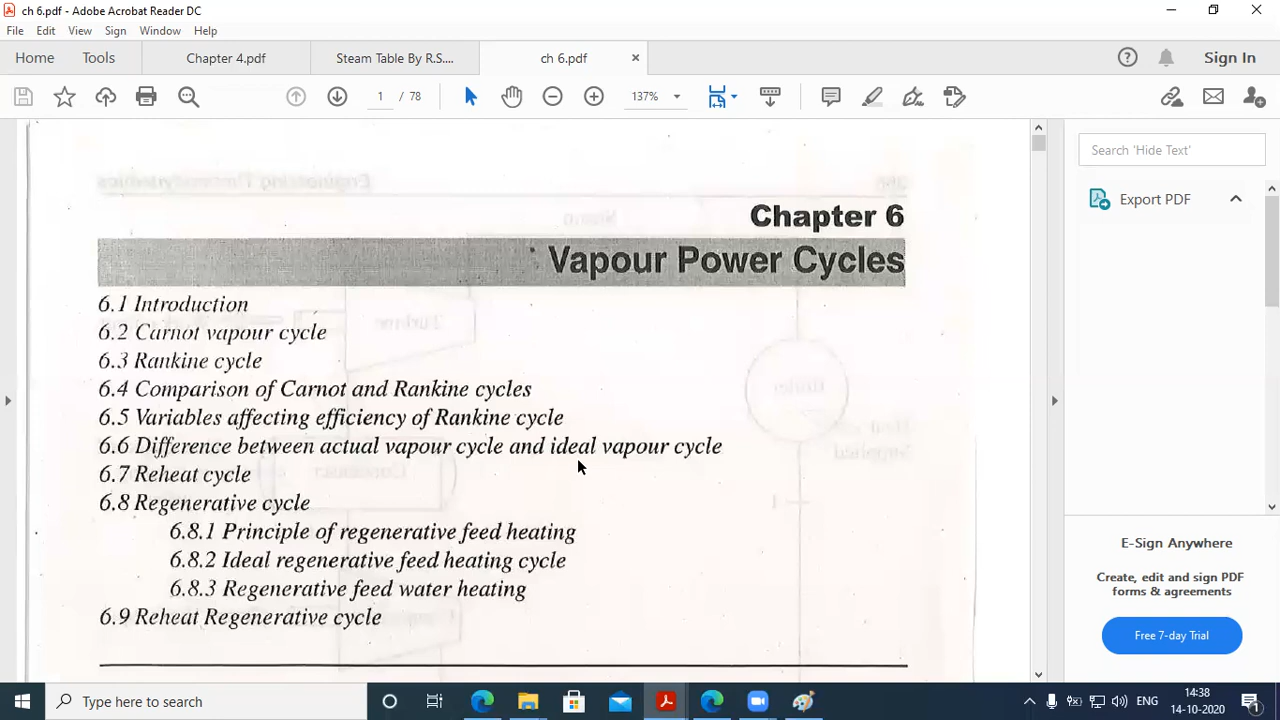 ch 6.pdf - Adobe Acrobat Reader DC
File Edit View Sign Window Help
Home Tools Chapter 4.pdf Steam Table By R.S.... ch 6.pdf Sign In
1 / 78 137%
Search 'Hide Text'
Export PDF
Chapter 6
Vapour Power Cycles
6.1 Introduction
6.2 Carnot vapour cycle
6.3 Rankine cycle
6.4 Comparison of Carnot and Rankine cycles
6.5 Variables affecting efficiency of Rankine cycle
6.6 Difference between actual vapour cycle and ideal vapour cycle
6.7 Reheat cycle
6.8 Regenerative cycle
6.8.1 Principle of regenerative feed heating
6.8.2 Ideal regenerative feed heating cycle
6.8.3 Regenerative feed water heating
6.9 Reheat Regenerative cycle
E-Sign Anywhere
Create, edit and sign PDF
forms & agreements
Free 7-day Trial
Type here to search
ENG
14:38
14-10-2020
1